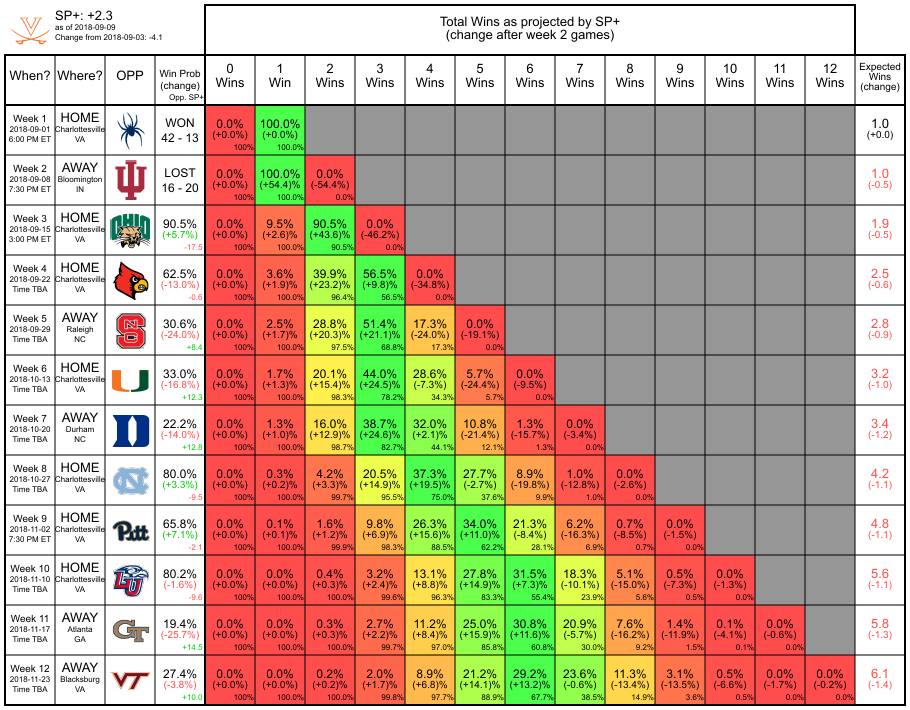 SP+: +2.3
as of 2018-09-09
Change from 2018-09-03: -4.1
Total Wins as projected by SP+
(change after week 2 games)
When? Where? OPP Win Prob (change) Opp. SP+ 0 Wins 1 Win 2 Wins 3 Wins 4 Wins 5 Wins 6 Wins 7 Wins 8 Wins 9 Wins 10 Wins 11 Wins 12 Wins Expected Wins (change)
Week 1 HOME WON 0.0% 100.0% 1.0
2018-09-01 Charlottesville 42 - 13 (+0.0%) (+0.0%) (+0.0)
6:00 PM ET VA 100% 100.0%
Week 2 AWAY LOST 0.0% 100.0% 0.0% 1.0
2018-09-08 Bloomington 16 - 20 (+0.0%) (+54.4)% (-54.4%) (-0.5)
7:30 PM ET IN 100% 100.0% 0.0%
Week 3 HOME OHIO 90.5% 0.0% 9.5% 90.5% 0.0% 1.9
2018-09-15 Charlottesville (+5.7%) (+0.0%) (+2.6)% (+43.6)% (-46.2%) (-0.5)
3:00 PM ET VA -17.5 100% 100.0% 90.5% 0.0%
Week 4 HOME 62.5% 0.0% 3.6% 39.9% 56.5% 0.0% 2.5
2018-09-22 Charlottesville (-13.0%) (+0.0%) (+1.9)% (+23.2)% (+9.8)% (-34.8%) (-0.6)
Time TBA VA -0.6 100% 100.0% 96.4% 56.5% 0.0%
Week 5 AWAY S 30.6% 0.0% 2.5% 28.8% 51.4% 17.3% 0.0% 2.8
2018-09-29 Raleigh (-24.0%) (+0.0%) (+1.7)% (+20.3)% (+21.1)% (-24.0%) (-19.1%) (-0.9)
Time TBA NC +8.4 100% 100.0% 97.5% 68.8% 17.3% 0.0%
Week 6 HOME U 33.0% 0.0% 1.7% 20.1% 44.0% 28.6% 5.7% 0.0% 3.2
2018-10-13 Charlottesville (-16.8%) (+0.0%) (+1.3)% (+15.4)% (+24.5)% (-7.3%) (-24.4%) (-9.5%) (-1.0)
Time TBA VA +12.3 100% 100.0% 98.3% 78.2% 34.3% 5.7% 0.0%
Week 7 AWAY D 22.2% 0.0% 1.3% 16.0% 38.7% 32.0% 10.8% 1.3% 0.0% 3.4
2018-10-20 Durham (-14.0%) (+0.0%) (+1.0)% (+12.9)% (+24.6)% (+2.1)% (-21.4%) (-15.7%) (-3.4%) (-1.2)
Time TBA NC +12.8 100% 100.0% 98.7% 82.7% 44.1% 12.1% 1.3% 0.0%
Week 8 HOME NC 80.0% 0.0% 0.3% 4.2% 20.5% 37.3% 27.7% 8.9% 1.0% 0.0% 4.2
2018-10-27 Charlottesville (+3.3%) (+0.0%) (+0.2)% (+3.3)% (+14.9)% (+19.5)% (-2.7%) (-19.8%) (-12.8%) (-2.6%) (-1.1)
Time TBA VA -9.5 100% 100.0% 99.7% 95.5% 75.0% 37.6% 9.9% 1.0% 0.0%
Week 9 HOME Pitt 65.8% 0.0% 0.1% 1.6% 9.8% 26.3% 34.0% 21.3% 6.2% 0.7% 0.0% 4.8
2018-11-02 Charlottesville (+7.1%) (+0.0%) (+0.1)% (+1.2)% (+6.9)% (+15.6)% (+11.0)% (-8.4%) (-16.3%) (-8.5%) (-1.5%) (-1.1)
7:30 PM ET VA -2.1 100% 100.0% 99.9% 98.3% 88.5% 62.2% 28.1% 6.9% 0.7% 0.0%
Week 10 HOME LU 80.2% 0.0% 0.0% 0.4% 3.2% 13.1% 27.8% 31.5% 18.3% 5.1% 0.5% 0.0% 5.6
2018-11-10 Charlottesville (-1.6%) (+0.0%) (+0.0)% (+0.3)% (+2.4)% (+8.8)% (+14.9)% (+7.3)% (-10.1%) (-15.0%) (-7.3%) (-1.3%) (-1.1)
Time TBA VA -9.6 100% 100.0% 100.0% 99.6% 96.3% 83.3% 55.4% 23.9% 5.6% 0.5% 0.0%
Week 11 AWAY GT 19.4% 0.0% 0.0% 0.3% 2.7% 11.2% 25.0% 30.8% 20.9% 7.6% 1.4% 0.1% 0.0% 5.8
2018-11-17 Atlanta (-25.7%) (+0.0%) (+0.0)% (+0.3)% (+2.2)% (+8.4)% (+15.9)% (+11.6)% (-5.7%) (-16.2%) (-11.9%) (-4.1%) (-0.6%) (-1.3)
Time TBA GA +14.5 100% 100.0% 100.0% 99.7% 97.0% 85.8% 60.8% 30.0% 9.2% 1.5% 0.1% 0.0%
Week 12 AWAY VT 27.4% 0.0% 0.0% 0.2% 2.0% 8.9% 21.2% 29.2% 23.6% 11.3% 3.1% 0.5% 0.0% 0.0% 6.1
2018-11-23 Blacksburg (-3.8%) (+0.0%) (+0.0)% (+0.2)% (+1.7)% (+6.8)% (+14.1)% (+13.2)% (-0.6%) (-13.4%) (-13.5%) (-6.6%) (-1.7%) (-0.2%) (-1.4)
Time TBA VA +10.0 100% 100.0% 100.0% 99.8% 97.7% 88.9% 67.7% 38.5% 14.9% 3.6% 0.5% 0.0% 0.0%